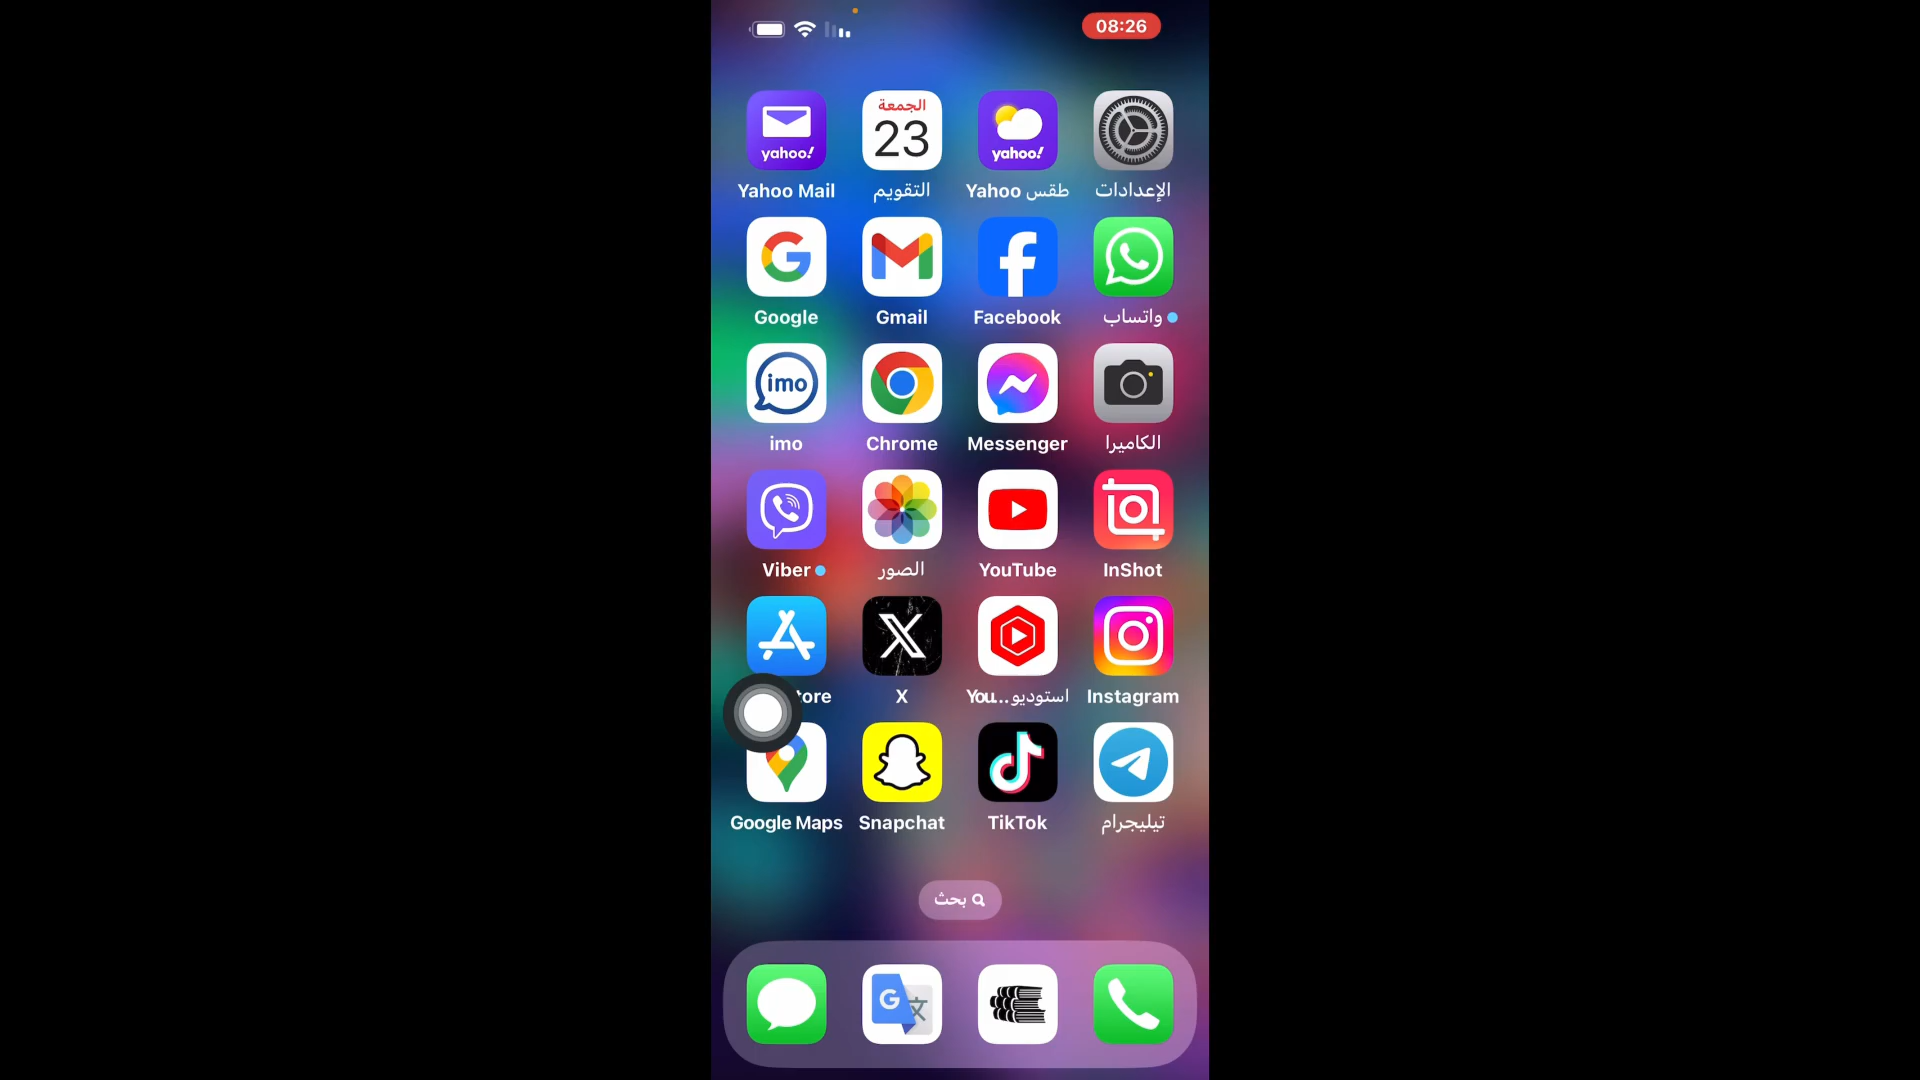 08:26
yahoo!
الجمعة
23
yahoo!
Yahoo Mail
التقويم
طقس Yahoo
الإعدادات
Google
Gmail
Facebook
واتساب
imo
imo
Chrome
Messenger
الكاميرا
Viber
الصور
YouTube
InShot
tore
X
استوديو You...
Instagram
Google Maps
Snapchat
TikTok
تيليجرام
بحث
G 文